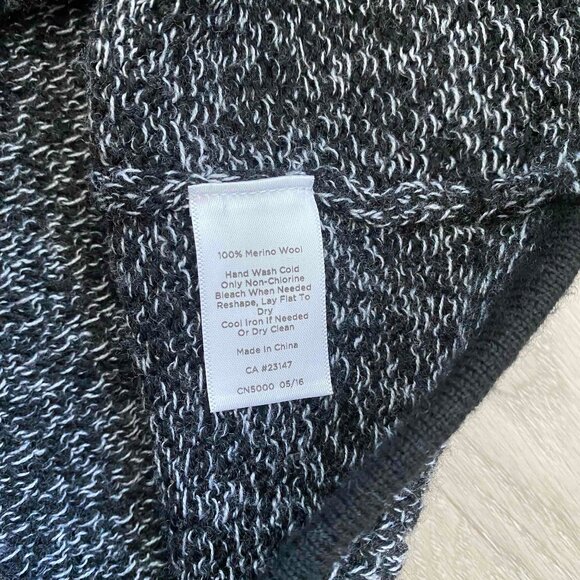 100% Merino Wool
Hand Wash Cold
Only Non-Chlorine
Bleach When Needed
Reshape, Lay Flat To
Dry
Cool Iron If Needed
Or Dry Clean
Made In China
CA #23147
CN5000 05/16